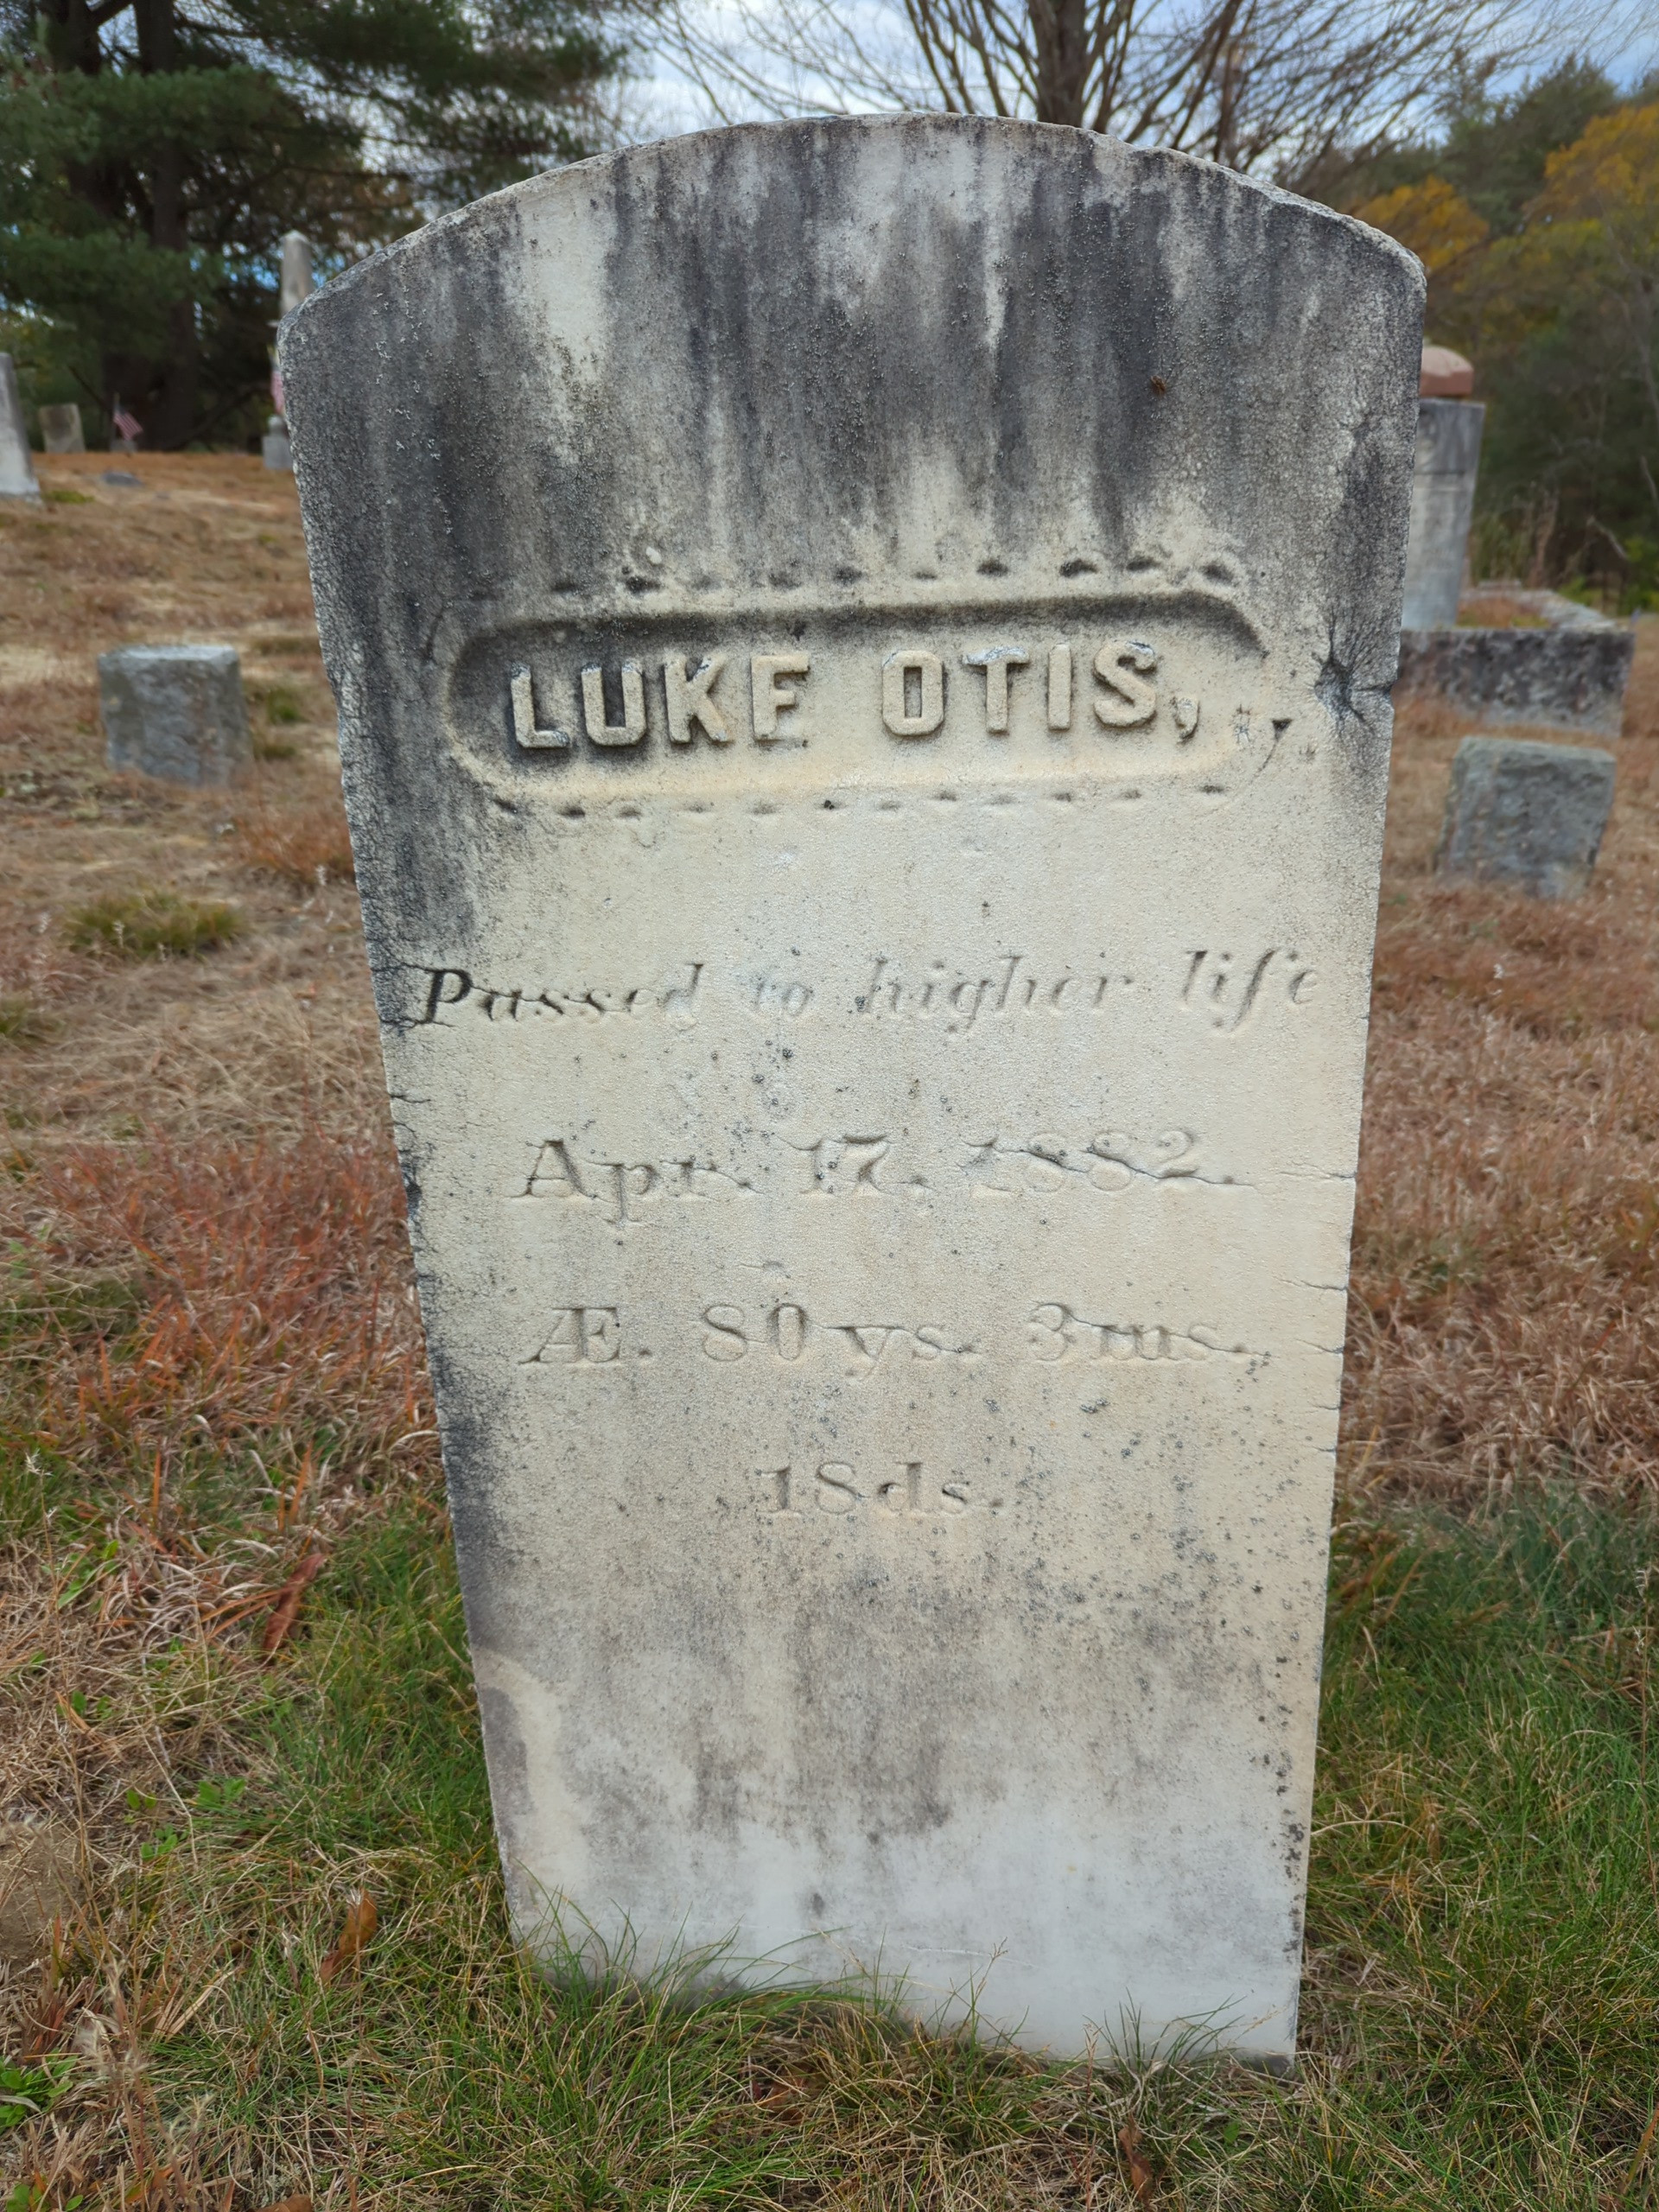 LUKE OTIS,
Passed to higher life
Apr. 17, 1882.
Æ. 80 ys. 3 ms.
18 ds.